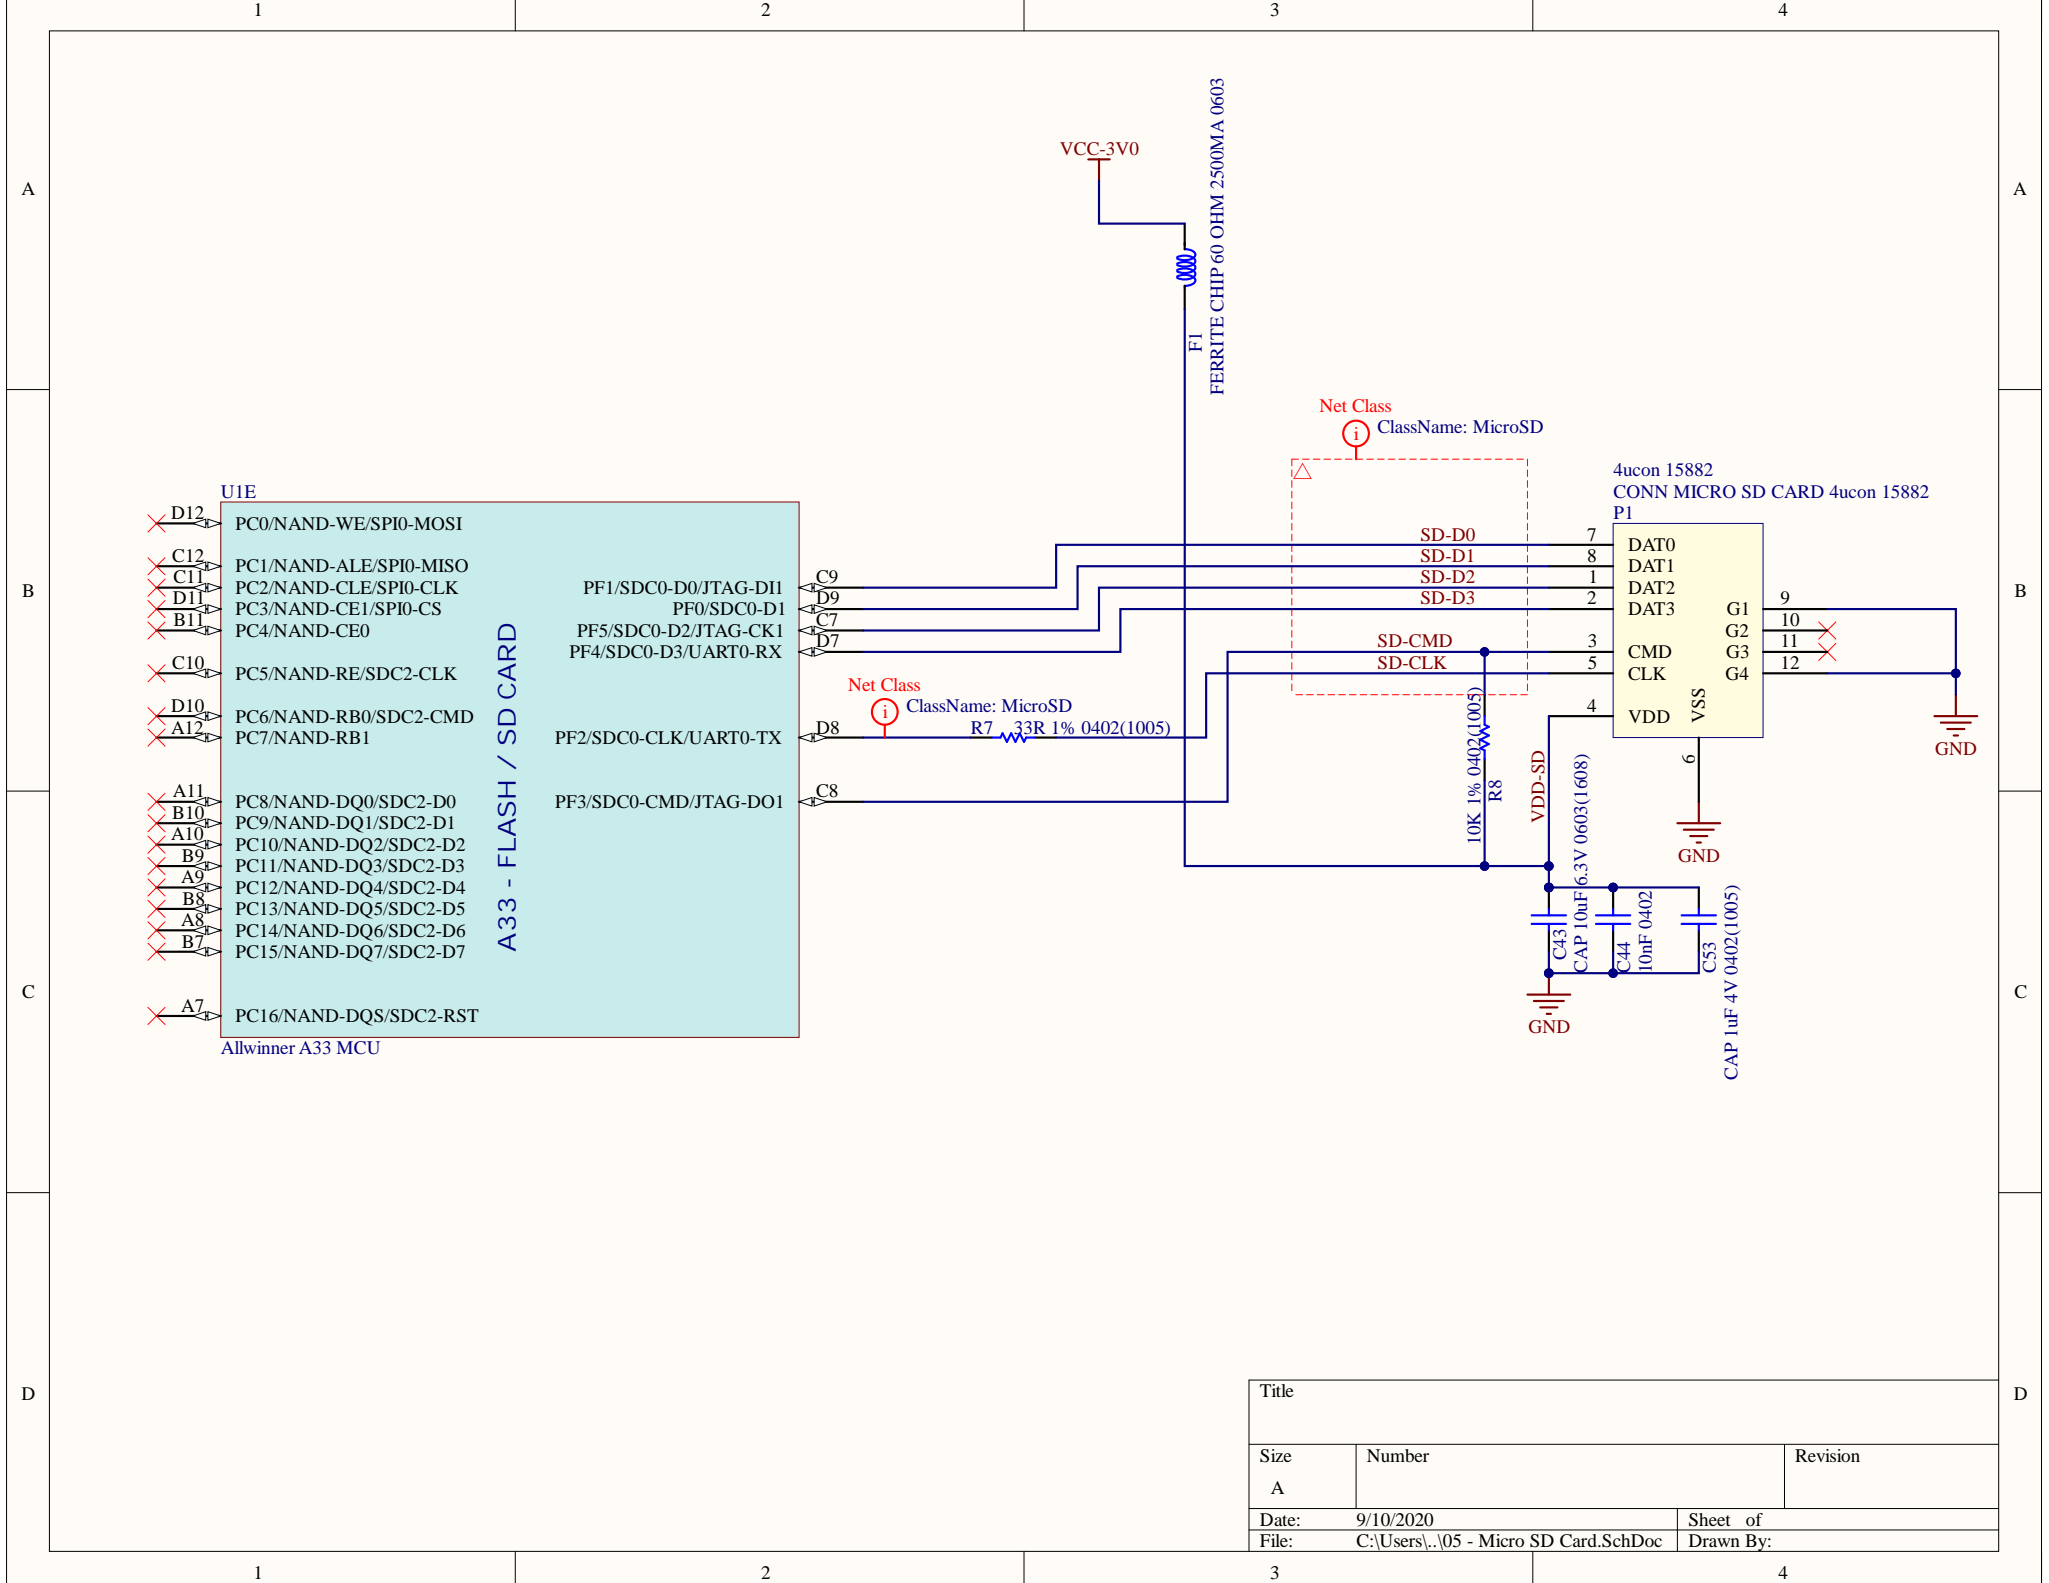 1 2 3 4
A A
B B
C C
D D
1 2 3 4
VCC-3V0
F1
FERRITE CHIP 60 OHM 2500MA 0603
Net Class
ClassName: MicroSD
4ucon 15882
CONN MICRO SD CARD 4ucon 15882
P1
U1E
D12 PC0/NAND-WE/SPI0-MOSI
C12 PC1/NAND-ALE/SPI0-MISO
C11 PC2/NAND-CLE/SPI0-CLK
D11 PC3/NAND-CE1/SPI0-CS
B11 PC4/NAND-CE0
C10 PC5/NAND-RE/SDC2-CLK
D10 PC6/NAND-RB0/SDC2-CMD
A12 PC7/NAND-RB1
A11 PC8/NAND-DQ0/SDC2-D0
B10 PC9/NAND-DQ1/SDC2-D1
A10 PC10/NAND-DQ2/SDC2-D2
B9 PC11/NAND-DQ3/SDC2-D3
A9 PC12/NAND-DQ4/SDC2-D4
B8 PC13/NAND-DQ5/SDC2-D5
A8 PC14/NAND-DQ6/SDC2-D6
B7 PC15/NAND-DQ7/SDC2-D7
A7 PC16/NAND-DQS/SDC2-RST
A33 - FLASH / SD CARD
PF1/SDC0-D0/JTAG-DI1 C9
PF0/SDC0-D1 D9
PF5/SDC0-D2/JTAG-CK1 C7
PF4/SDC0-D3/UART0-RX D7
PF2/SDC0-CLK/UART0-TX D8
PF3/SDC0-CMD/JTAG-DO1 C8
Allwinner A33 MCU
Net Class
ClassName: MicroSD
R7 33R 1% 0402(1005)
SD-D0 7 DAT0
SD-D1 8 DAT1
SD-D2 1 DAT2
SD-D3 2 DAT3
SD-CMD 3 CMD
SD-CLK 5 CLK
4 VDD
VSS 6
G1 9
G2 10
G3 11
G4 12
GND
GND
10K 1% 0402(1005)
R8
VDD-SD
C43
CAP 10uF 6.3V 0603(1608)
C44
10nF 0402
C53
CAP 1uF 4V 0402(1005)
GND
Title
Size Number Revision
A
Date: 9/10/2020 Sheet of
File: C:\Users\..\05 - Micro SD Card.SchDoc Drawn By: